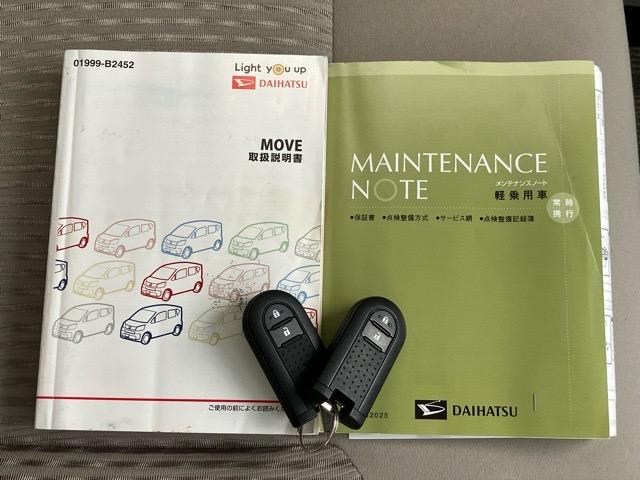 01999-B2452
Light you up
DAIHATSU
MOVE
取扱説明書
ご使用の前によくお読みく
MAINTENANCE
NOTE
メンテナンスノート
軽乗用車
常時
携行
•保証書 •点検整備方式 •サービス網 •点検整備記録簿
DAIHATSU
2025